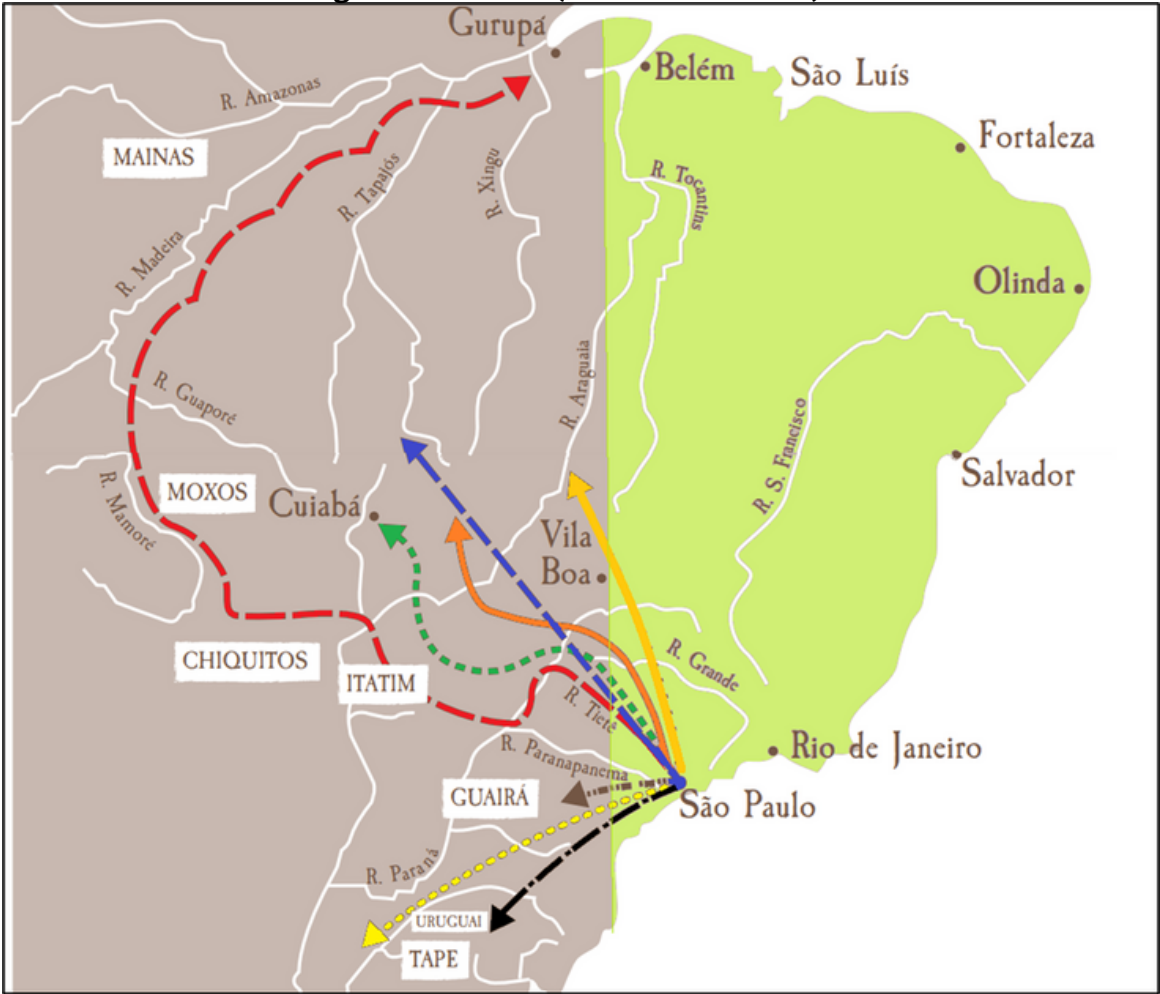 Gurupá
Belém
São Luís
R. Amazonas
Fortaleza
MAINAS
R. Tapajós
R. Xingu
R. Tocantins
R. Madeira
Olinda
R. Araguaia
R. Guaporé
R. S. Francisco
Salvador
MOXOS
R. Mamoré
Cuiabá
Vila
Boa
CHIQUITOS
ITATIM
R. Grande
R. Tietê
R. Paranapanema
Rio de Janeiro
GUAIRÁ
São Paulo
R. Paraná
URUGUAI
TAPE